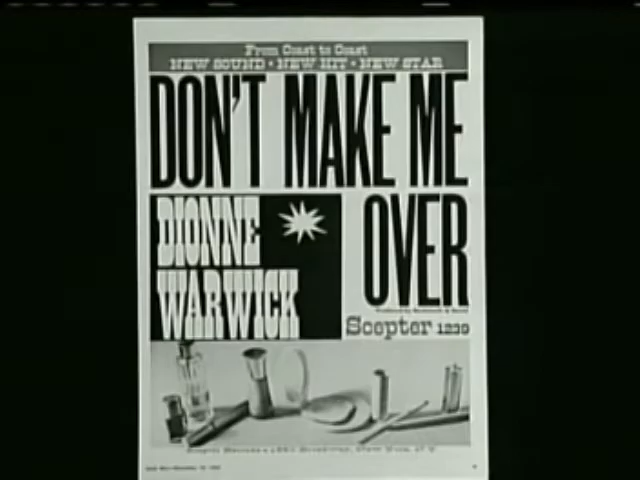 From Coast to Coast
NEW SOUND • NEW HIT • NEW STAR
DON'T MAKE ME
OVER
DIONNE
WARWICK
Scepter 1239